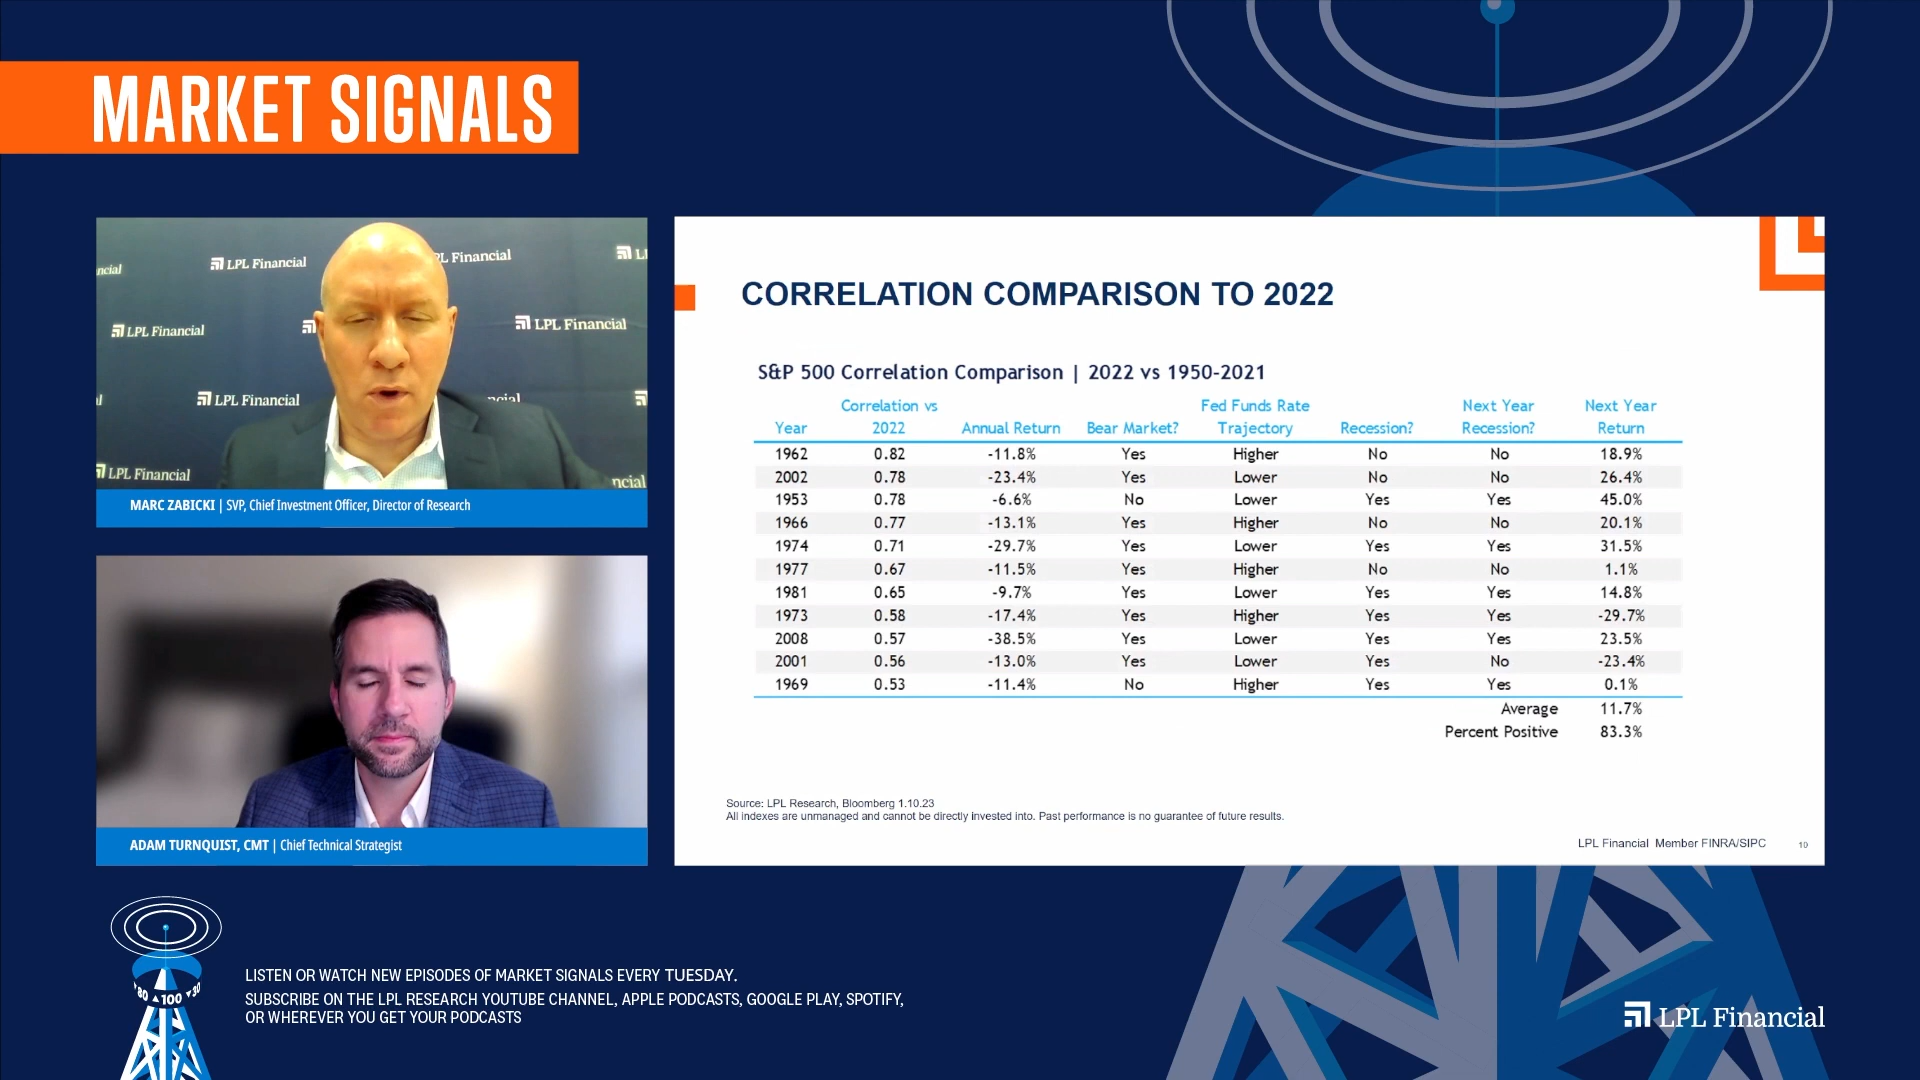 MARKET SIGNALS
ncial
LPL Financial
PL Financial
LPL Financial
LPL Financial
LPL Financial
ncial
LPL Financial
ncial
MARC ZABICKI | SVP, Chief Investment Officer, Director of Research
ADAM TURNQUIST, CMT | Chief Technical Strategist
CORRELATION COMPARISON TO 2022
S&P 500 Correlation Comparison | 2022 vs 1950-2021
Correlation vs Fed Funds Rate Next Year Next Year
Year 2022 Annual Return Bear Market? Trajectory Recession? Recession? Return
1962 0.82 -11.8% Yes Higher No No 18.9%
2002 0.78 -23.4% Yes Lower No No 26.4%
1953 0.78 -6.6% No Lower Yes Yes 45.0%
1966 0.77 -13.1% Yes Higher No No 20.1%
1974 0.71 -29.7% Yes Lower Yes Yes 31.5%
1977 0.67 -11.5% Yes Higher No No 1.1%
1981 0.65 -9.7% Yes Lower Yes Yes 14.8%
1973 0.58 -17.4% Yes Higher Yes Yes -29.7%
2008 0.57 -38.5% Yes Lower Yes Yes 23.5%
2001 0.56 -13.0% Yes Lower Yes No -23.4%
1969 0.53 -11.4% No Higher Yes Yes 0.1%
Average 11.7%
Percent Positive 83.3%
Source: LPL Research, Bloomberg 1.10.23
All indexes are unmanaged and cannot be directly invested into. Past performance is no guarantee of future results.
LPL Financial Member FINRA/SIPC 10
80 100 30
LISTEN OR WATCH NEW EPISODES OF MARKET SIGNALS EVERY TUESDAY.
SUBSCRIBE ON THE LPL RESEARCH YOUTUBE CHANNEL, APPLE PODCASTS, GOOGLE PLAY, SPOTIFY,
OR WHEREVER YOU GET YOUR PODCASTS
LPL Financial